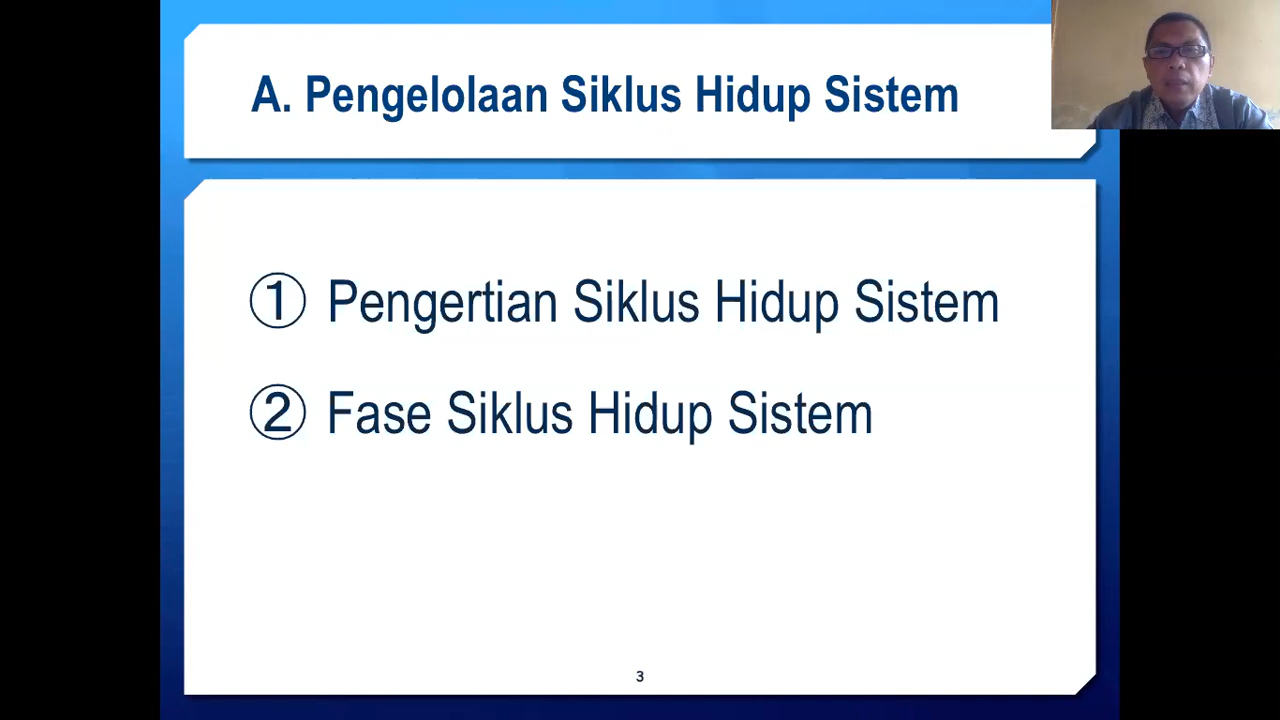 A. Pengelolaan Siklus Hidup Sistem
① Pengertian Siklus Hidup Sistem
② Fase Siklus Hidup Sistem
3